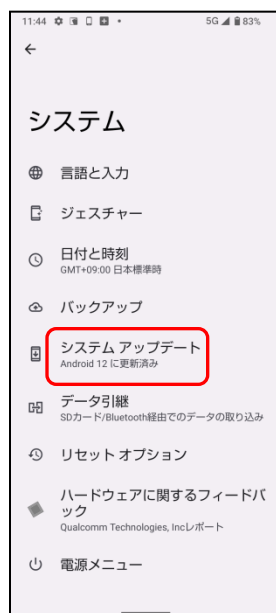 11:44 5G 83%
システム
言語と入力
ジェスチャー
日付と時刻
GMT+09:00 日本標準時
バックアップ
システム アップデート
Android 12 に更新済み
データ引継
SDカード/Bluetooth経由でのデータの取り込み
リセット オプション
ハードウェアに関するフィードバ
ック
Qualcomm Technologies, Incレポート
電源メニュー